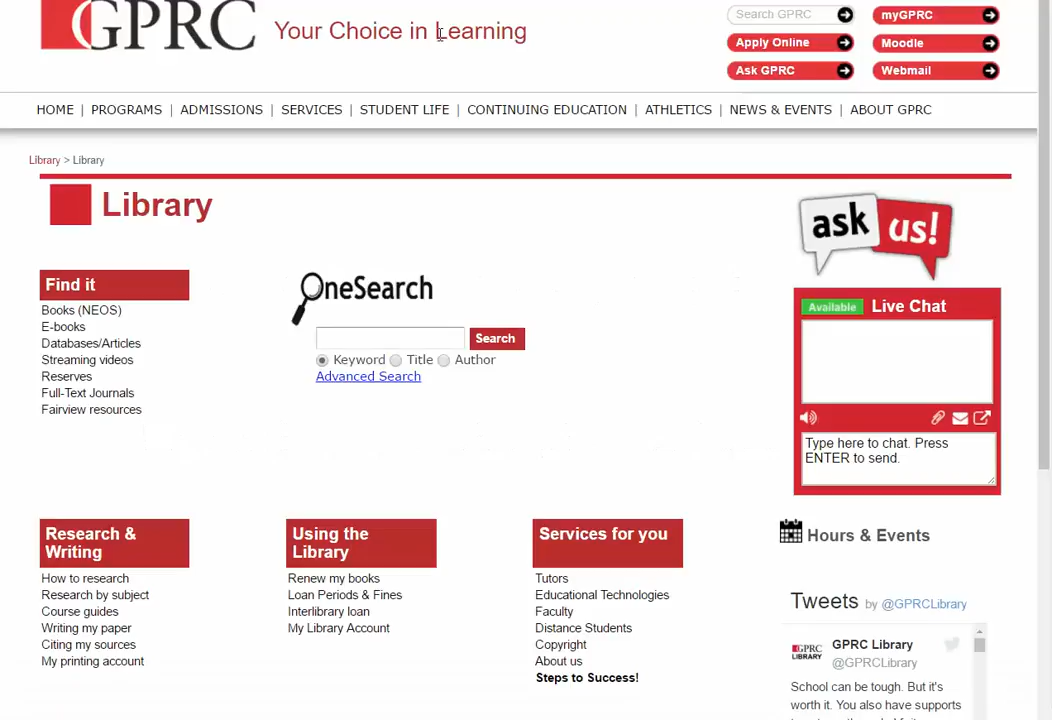 GPRC
Your Choice in Learning
Search GPRC
myGPRC
Apply Online
Moodle
Ask GPRC
Webmail
HOME | PROGRAMS | ADMISSIONS | SERVICES | STUDENT LIFE | CONTINUING EDUCATION | ATHLETICS | NEWS & EVENTS | ABOUT GPRC
Library > Library
Library
ask us!
Find it
Books (NEOS)
E-books
Databases/Articles
Streaming videos
Reserves
Full-Text Journals
Fairview resources
OneSearch
Search
Keyword Title Author
Advanced Search
Available Live Chat
Type here to chat. Press
ENTER to send.
Research &
Writing
How to research
Research by subject
Course guides
Writing my paper
Citing my sources
My printing account
Using the
Library
Renew my books
Loan Periods & Fines
Interlibrary loan
My Library Account
Services for you
Tutors
Educational Technologies
Faculty
Distance Students
Copyright
About us
Steps to Success!
Hours & Events
Tweets by @GPRCLibrary
GPRC
LIBRARY
GPRC Library
@GPRCLibrary
School can be tough. But it's
worth it. You also have supports